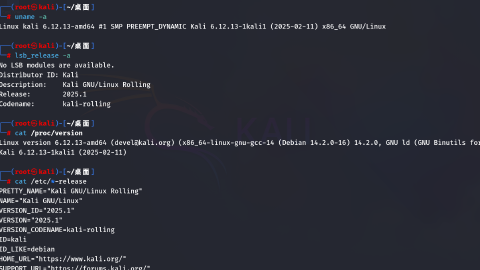 ┌──(root㉿kali)-[~/桌面]
└─# uname -a
Linux kali 6.12.13-amd64 #1 SMP PREEMPT_DYNAMIC Kali 6.12.13-1kali1 (2025-02-11) x86_64 GNU/Linux
┌──(root㉿kali)-[~/桌面]
└─# lsb_release -a
No LSB modules are available.
Distributor ID: Kali
Description:    Kali GNU/Linux Rolling
Release:        2025.1
Codename:       kali-rolling
┌──(root㉿kali)-[~/桌面]
└─# cat /proc/version
Linux version 6.12.13-amd64 (devel@kali.org) (x86_64-linux-gnu-gcc-14 (Debian 14.2.0-16) 14.2.0, GNU ld (GNU Binutils for
Kali 6.12.13-1kali1 (2025-02-11)
┌──(root㉿kali)-[~/桌面]
└─# cat /etc/*-release
PRETTY_NAME="Kali GNU/Linux Rolling"
NAME="Kali GNU/Linux"
VERSION_ID="2025.1"
VERSION="2025.1"
VERSION_CODENAME=kali-rolling
ID=kali
ID_LIKE=debian
HOME_URL="https://www.kali.org/"
SUPPORT_URL="https://forums.kali.org/"